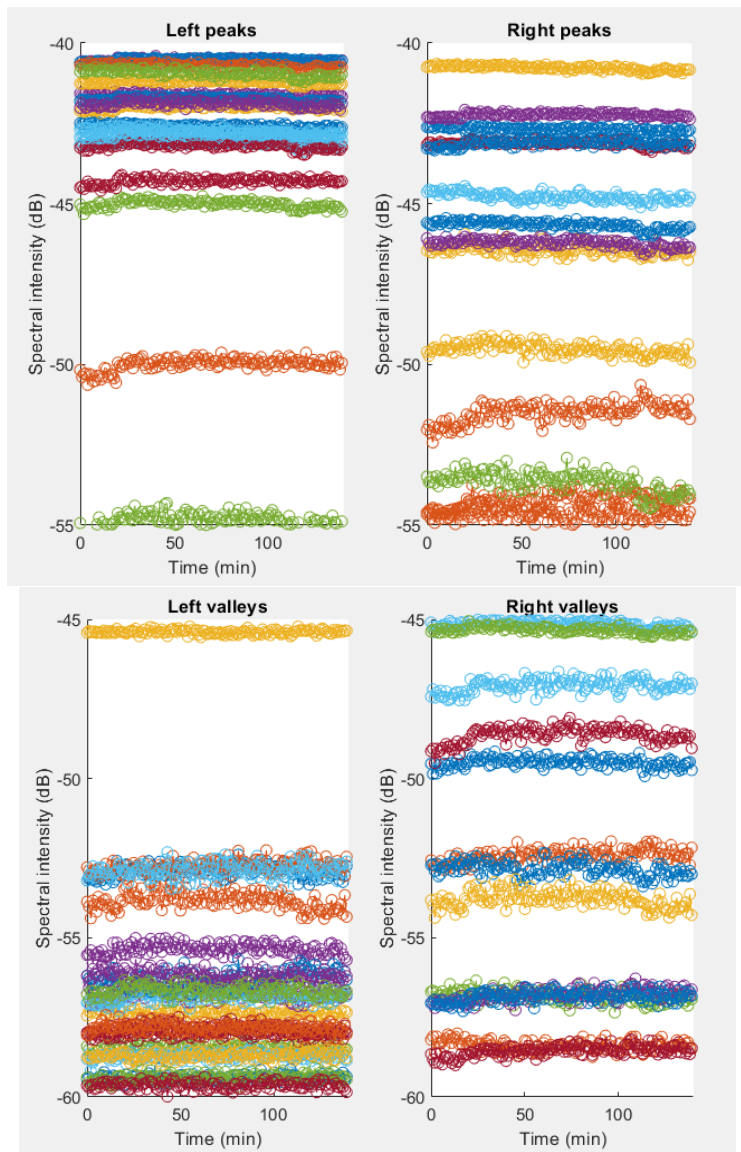 Left peaks
Spectral intensity (dB)
-40
-45
-50
-55
0
50
100
Time (min)
Right peaks
Spectral intensity (dB)
-40
-45
-50
-55
0
50
100
Time (min)
Left valleys
Spectral intensity (dB)
-45
-50
-55
-60
0
50
100
Time (min)
Right valleys
Spectral intensity (dB)
-45
-50
-55
-60
0
50
100
Time (min)